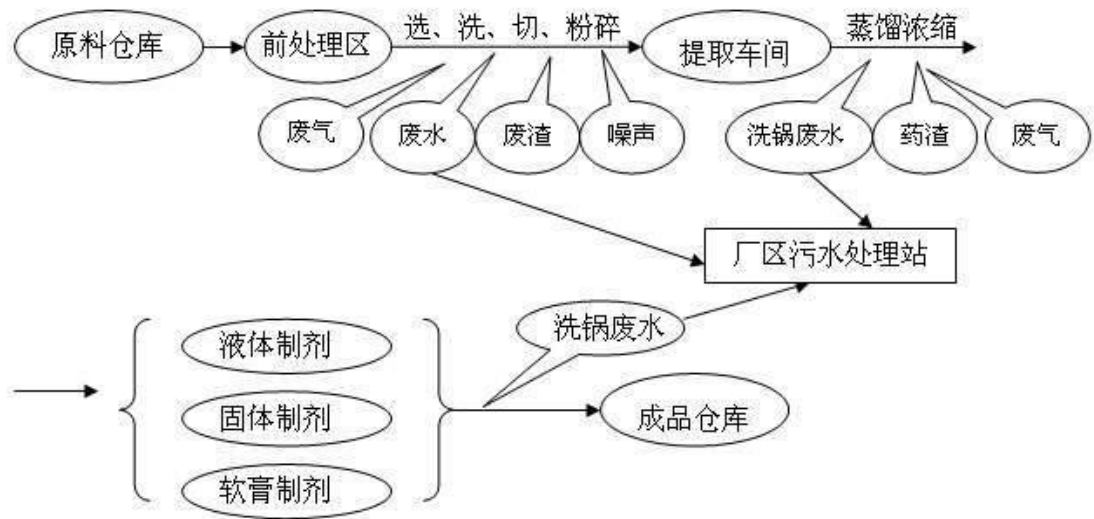 原料仓库
前处理区
选、洗、切、粉碎
提取车间
蒸馏浓缩
废气
废水
废渣
噪声
洗锅废水
药渣
废气
厂区污水处理站
洗锅废水
液体制剂
固体制剂
软膏制剂
成品仓库